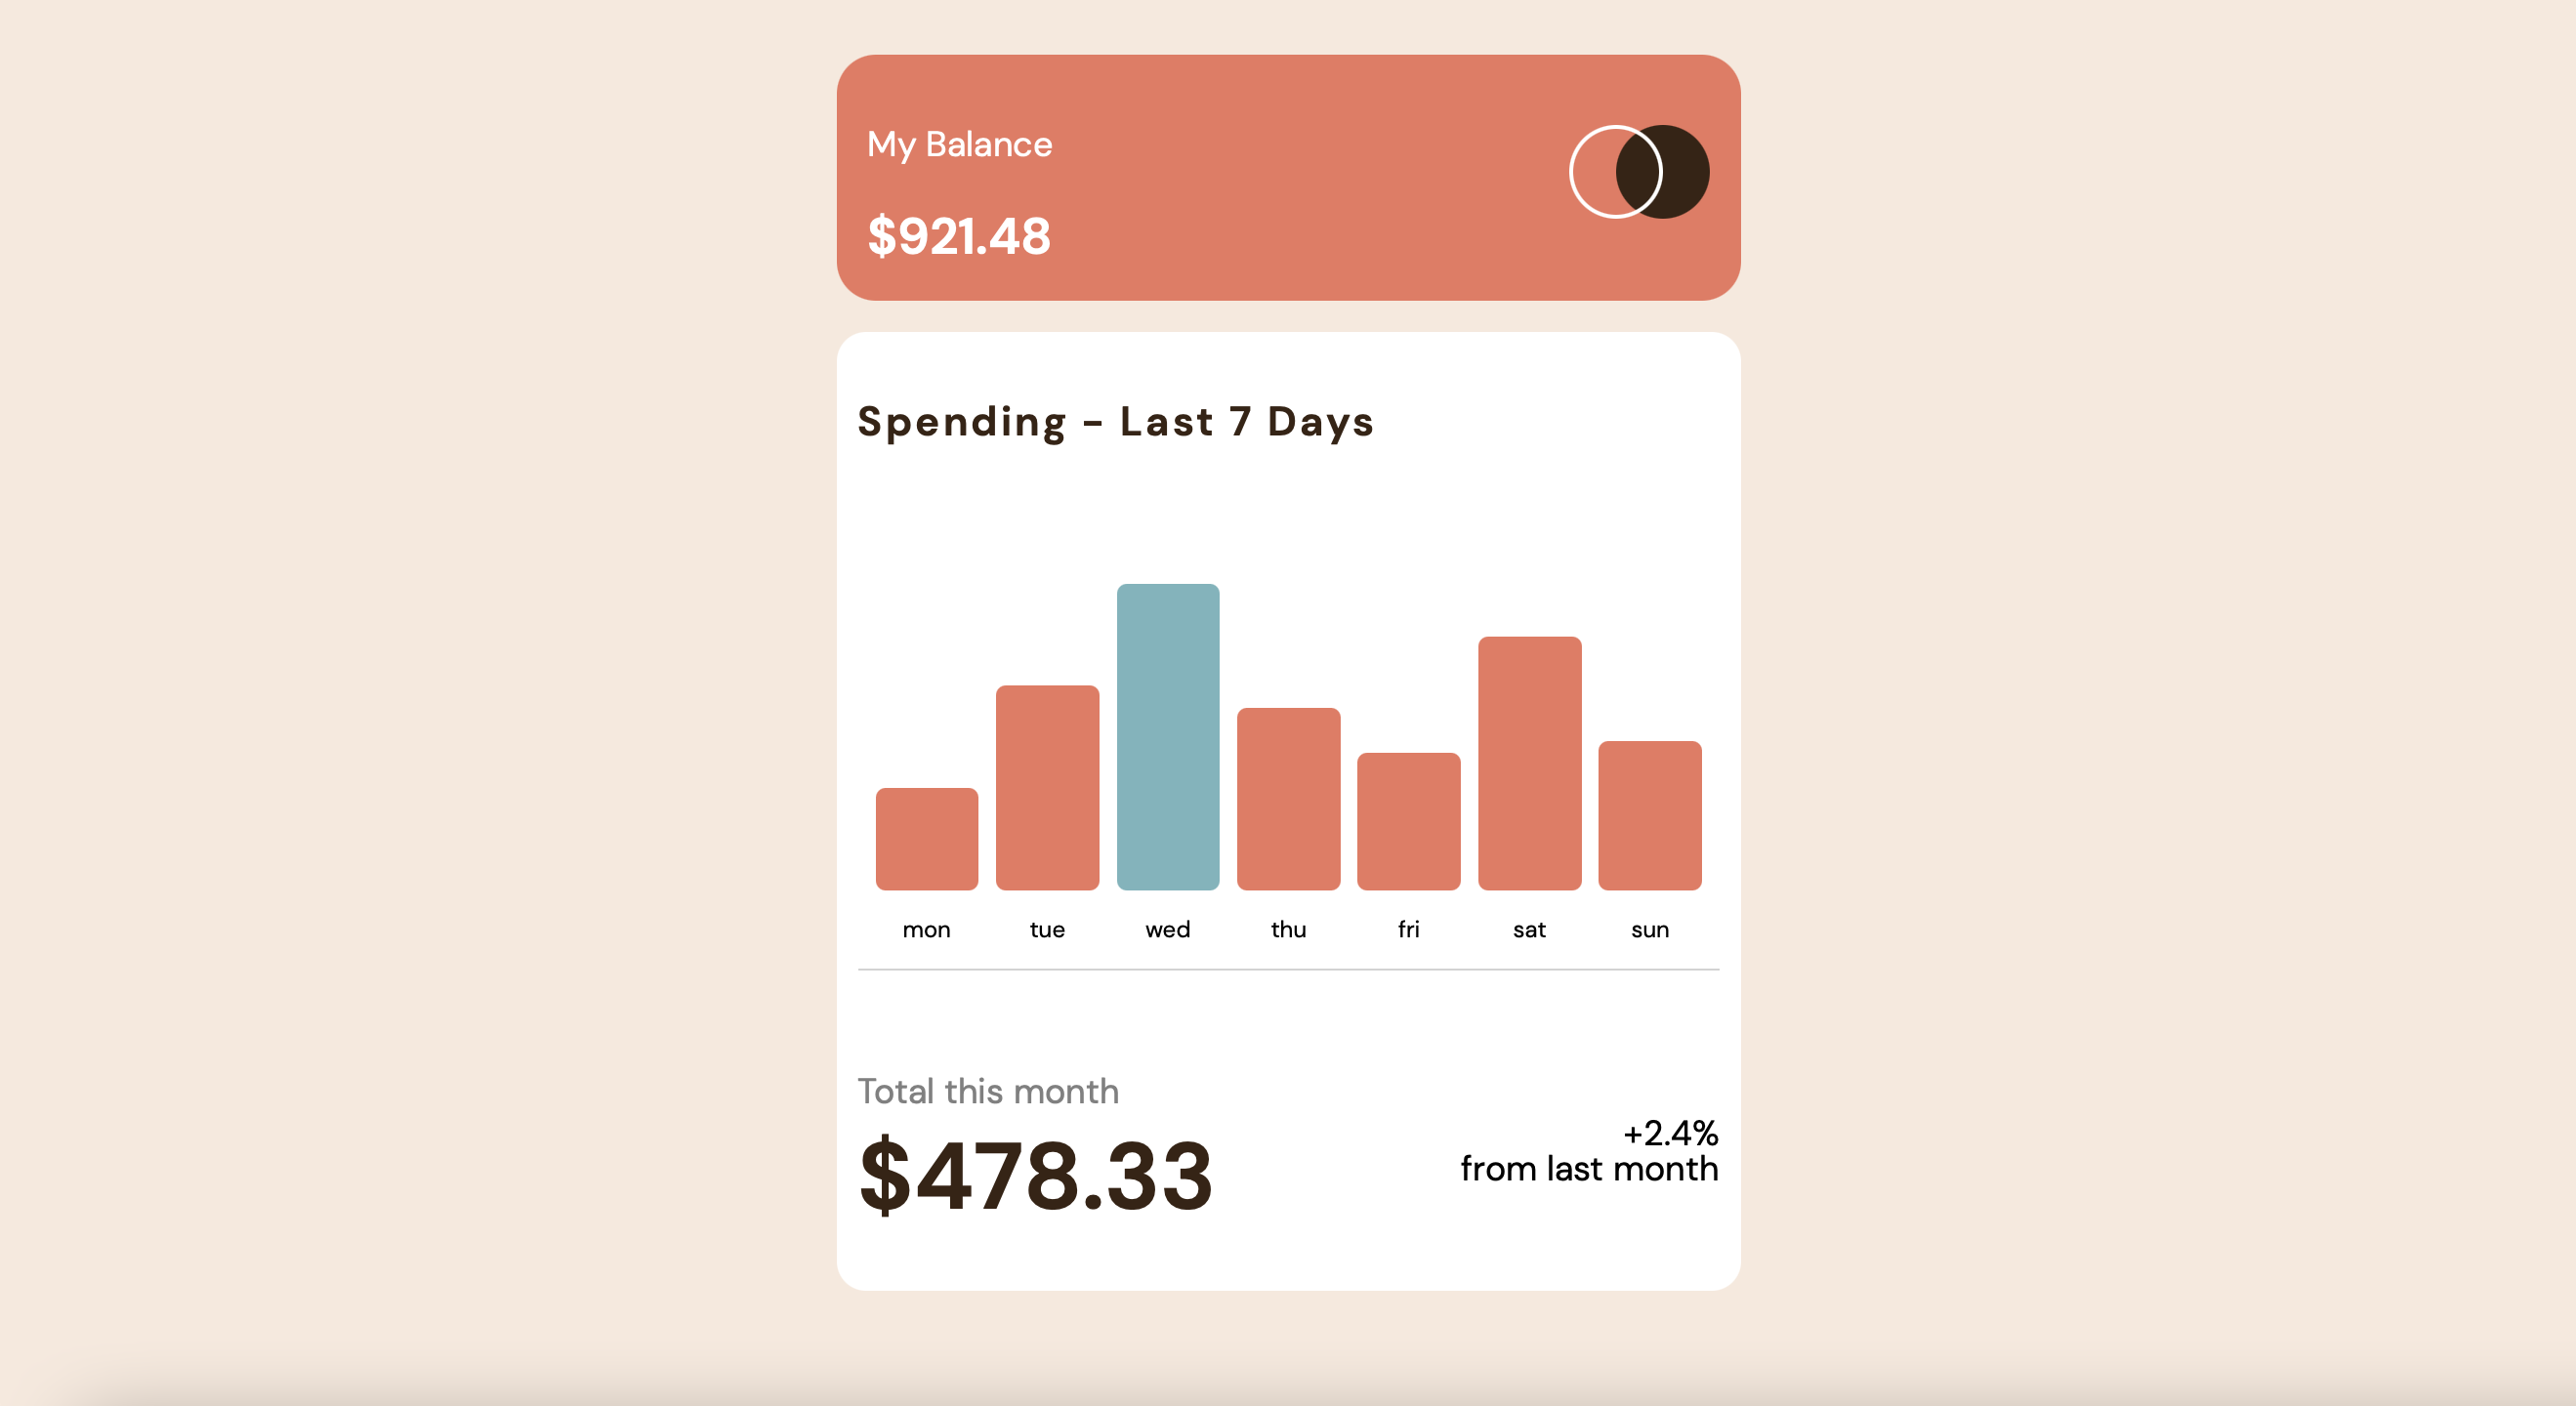 My Balance
$921.48
Spending - Last 7 Days
mon tue wed thu fri sat sun
Total this month
$478.33
+2.4%
from last month